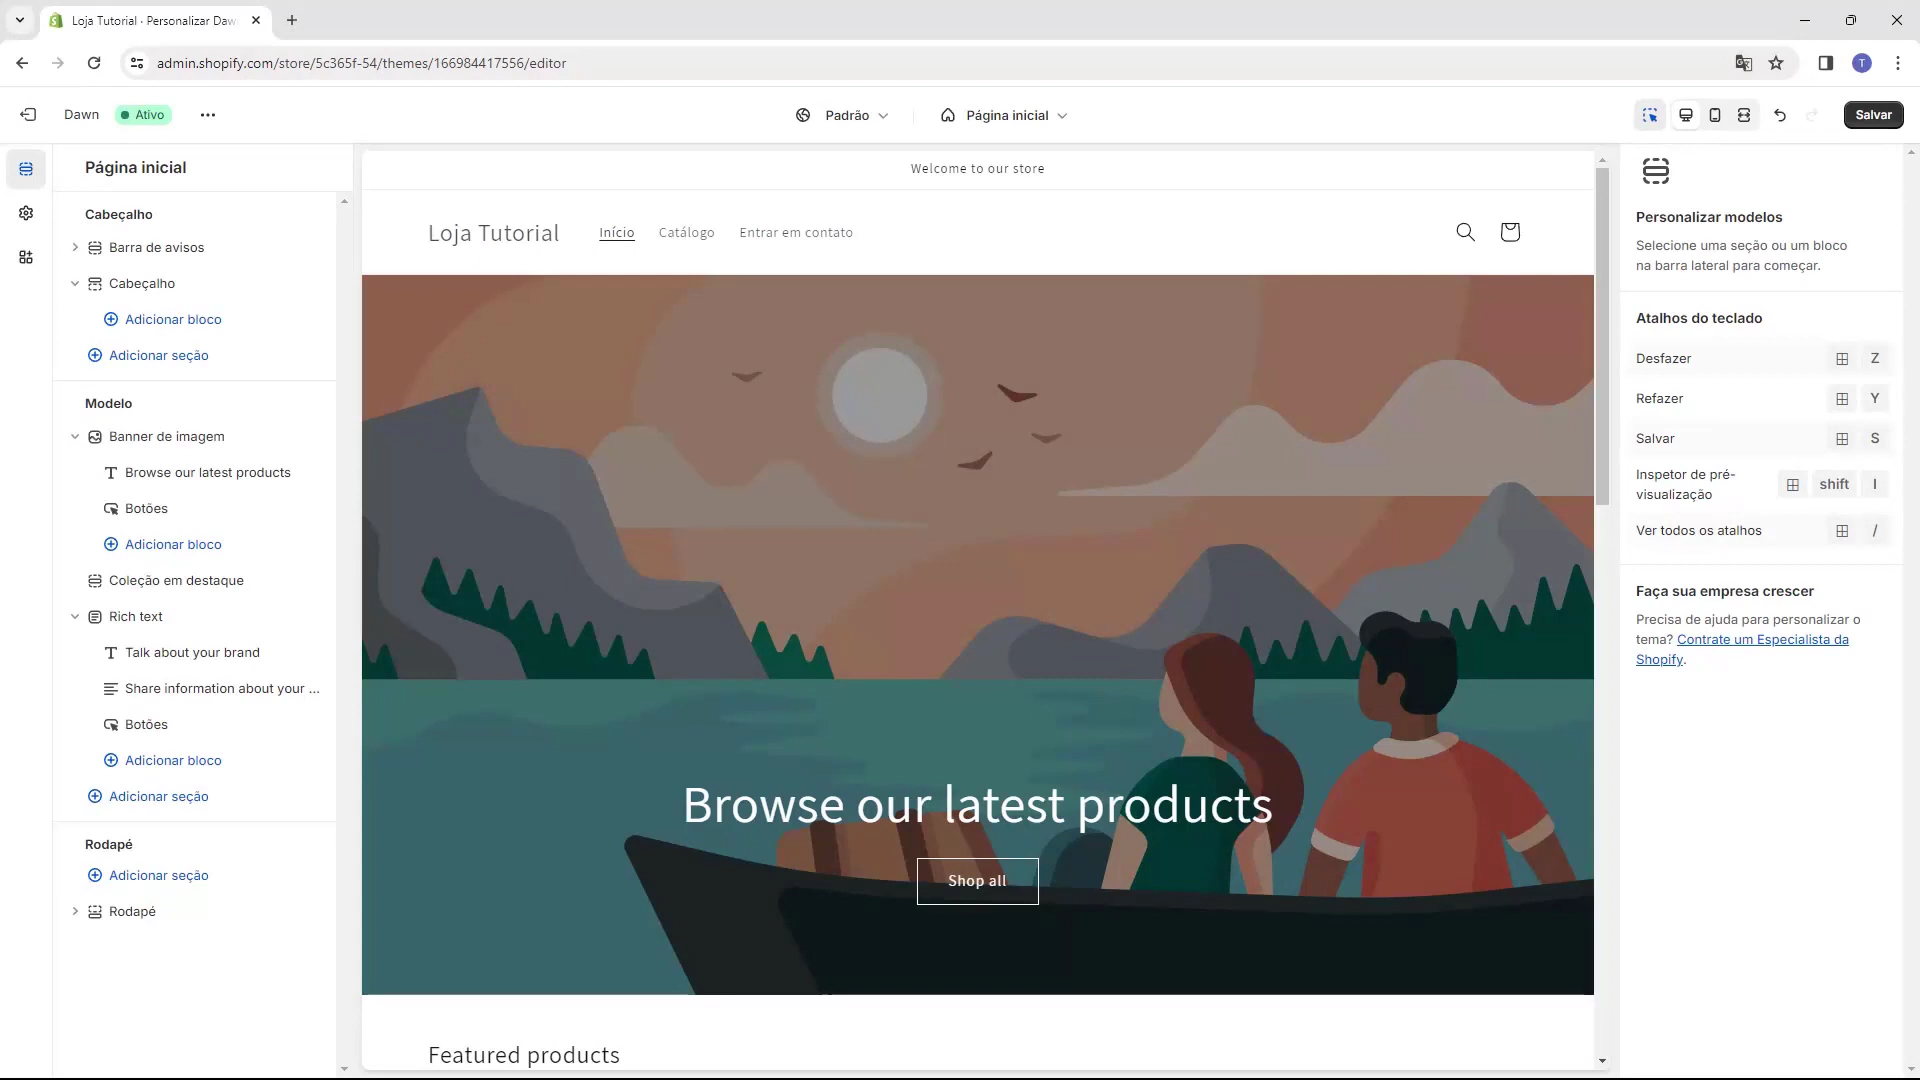 Loja Tutorial · Personalizar Daw
admin.shopify.com/store/5c365f-54/themes/166984417556/editor
T
Dawn
Ativo
Padrão
Página inicial
Salvar
Página inicial
Cabeçalho
Barra de avisos
Cabeçalho
Adicionar bloco
Adicionar seção
Modelo
Banner de imagem
Browse our latest products
Botões
Adicionar bloco
Coleção em destaque
Rich text
Talk about your brand
Share information about your ...
Botões
Adicionar bloco
Adicionar seção
Rodapé
Adicionar seção
Rodapé
Welcome to our store
Loja Tutorial
Início
Catálogo
Entrar em contato
Browse our latest products
Shop all
Featured products
Personalizar modelos
Selecione uma seção ou um bloco
na barra lateral para começar.
Atalhos do teclado
Desfazer Z
Refazer Y
Salvar S
Inspetor de pré-
visualização shift I
Ver todos os atalhos /
Faça sua empresa crescer
Precisa de ajuda para personalizar o
tema? Contrate um Especialista da
Shopify.